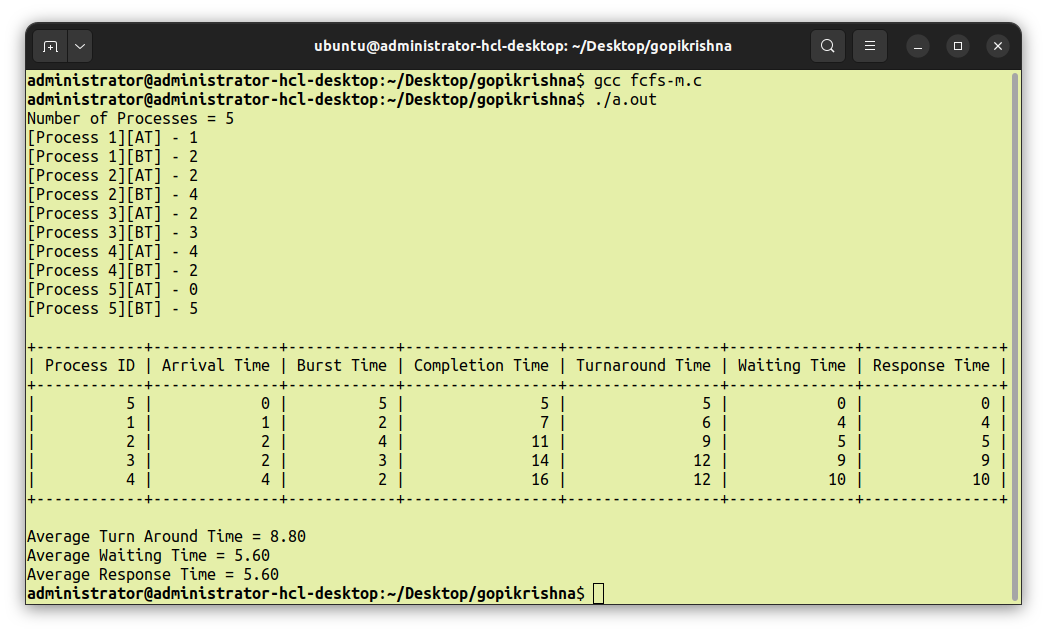 ubuntu@administrator-hcl-desktop: ~/Desktop/gopikrishna
administrator@administrator-hcl-desktop:~/Desktop/gopikrishna$ gcc fcfs-m.c
administrator@administrator-hcl-desktop:~/Desktop/gopikrishna$ ./a.out
Number of Processes = 5
[Process 1][AT] - 1
[Process 1][BT] - 2
[Process 2][AT] - 2
[Process 2][BT] - 4
[Process 3][AT] - 2
[Process 3][BT] - 3
[Process 4][AT] - 4
[Process 4][BT] - 2
[Process 5][AT] - 0
[Process 5][BT] - 5
+------------+--------------+------------+-----------------+-----------------+--------------+---------------+
| Process ID | Arrival Time | Burst Time | Completion Time | Turnaround Time | Waiting Time | Response Time |
+------------+--------------+------------+-----------------+-----------------+--------------+---------------+
|          5 |            0 |          5 |               5 |               5 |            0 |             0 |
|          1 |            1 |          2 |               7 |               6 |            4 |             4 |
|          2 |            2 |          4 |              11 |               9 |            5 |             5 |
|          3 |            2 |          3 |              14 |              12 |            9 |             9 |
|          4 |            4 |          2 |              16 |              12 |           10 |            10 |
+------------+--------------+------------+-----------------+-----------------+--------------+---------------+
Average Turn Around Time = 8.80
Average Waiting Time = 5.60
Average Response Time = 5.60
administrator@administrator-hcl-desktop:~/Desktop/gopikrishna$